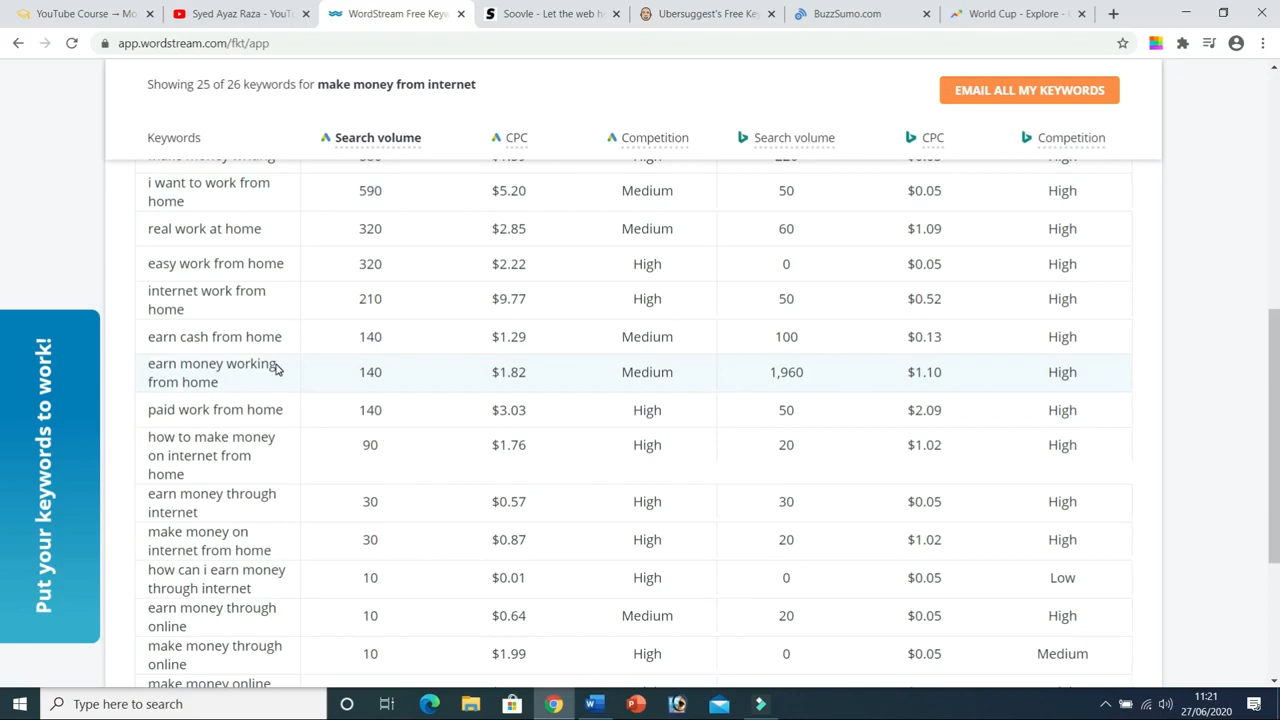 YouTube Course → Mo
Syed Ayaz Raza - YouTu
WordStream Free Keyw
Soovle - Let the web h
Ubersuggest's Free Key
BuzzSumo.com
World Cup - Explore -
app.wordstream.com/fkt/app
Showing 25 of 26 keywords for make money from internet
EMAIL ALL MY KEYWORDS
Keywords Search volume CPC Competition Search volume CPC Competition
i want to work from
home
590 $5.20 Medium 50 $0.05 High
real work at home 320 $2.85 Medium 60 $1.09 High
easy work from home 320 $2.22 High 0 $0.05 High
internet work from
home
210 $9.77 High 50 $0.52 High
earn cash from home 140 $1.29 Medium 100 $0.13 High
earn money working
from home
140 $1.82 Medium 1,960 $1.10 High
paid work from home 140 $3.03 High 50 $2.09 High
how to make money
on internet from
home
90 $1.76 High 20 $1.02 High
earn money through
internet
30 $0.57 High 30 $0.05 High
make money on
internet from home
30 $0.87 High 20 $1.02 High
how can i earn money
through internet
10 $0.01 High 0 $0.05 Low
earn money through
online
10 $0.64 Medium 20 $0.05 High
make money through
online
10 $1.99 High 0 $0.05 Medium
make money online
Put your keywords to work!
Type here to search
11:21
27/06/2020